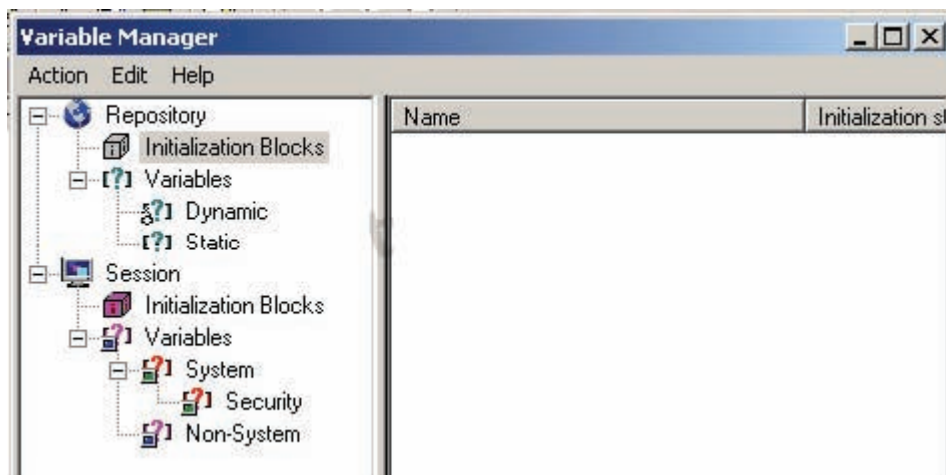 Variable Manager
Action Edit Help
Repository
Initialization Blocks
Variables
Dynamic
Static
Session
Initialization Blocks
Variables
System
Security
Non-System
Name Initialization st